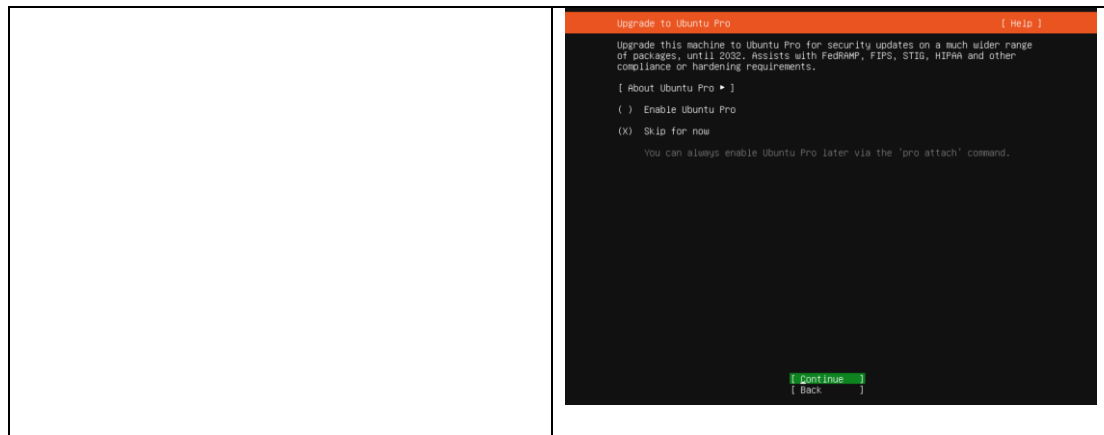 Upgrade to Ubuntu Pro [ Help ]
Upgrade this machine to Ubuntu Pro for security updates on a much wider range
of packages, until 2032. Assists with FedRAMP, FIPS, STIG, HIPAA and other
compliance or hardening requirements.
[ About Ubuntu Pro ► ]
( ) Enable Ubuntu Pro
(X) Skip for now
You can always enable Ubuntu Pro later via the 'pro attach' command.
[ Continue ]
[ Back ]